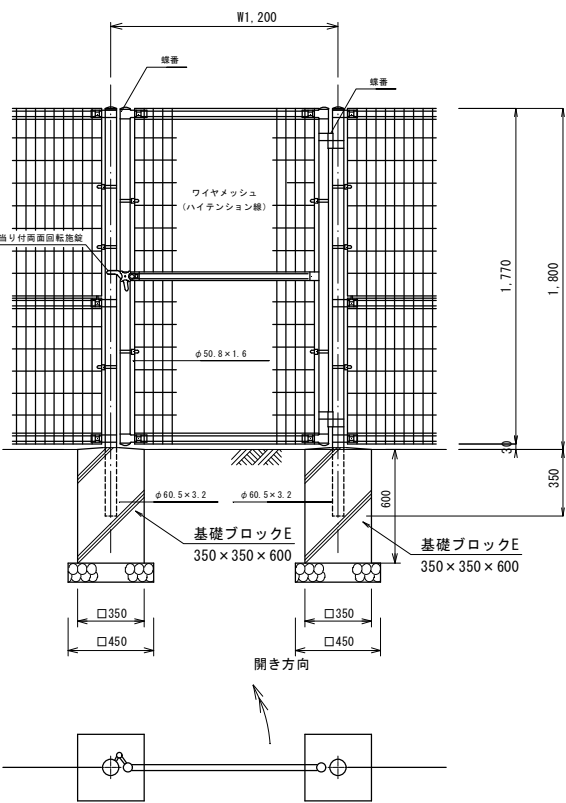 W1,200
蝶番
蝶番
ワイヤメッシュ
(ハイテンション線)
当り付両面回転施錠
1,770
1,800
φ50.8×1.6
30
350
φ60.5×3.2
φ60.5×3.2
600
基礎ブロックE
350×350×600
基礎ブロックE
350×350×600
□350
□350
□450
□450
開き方向